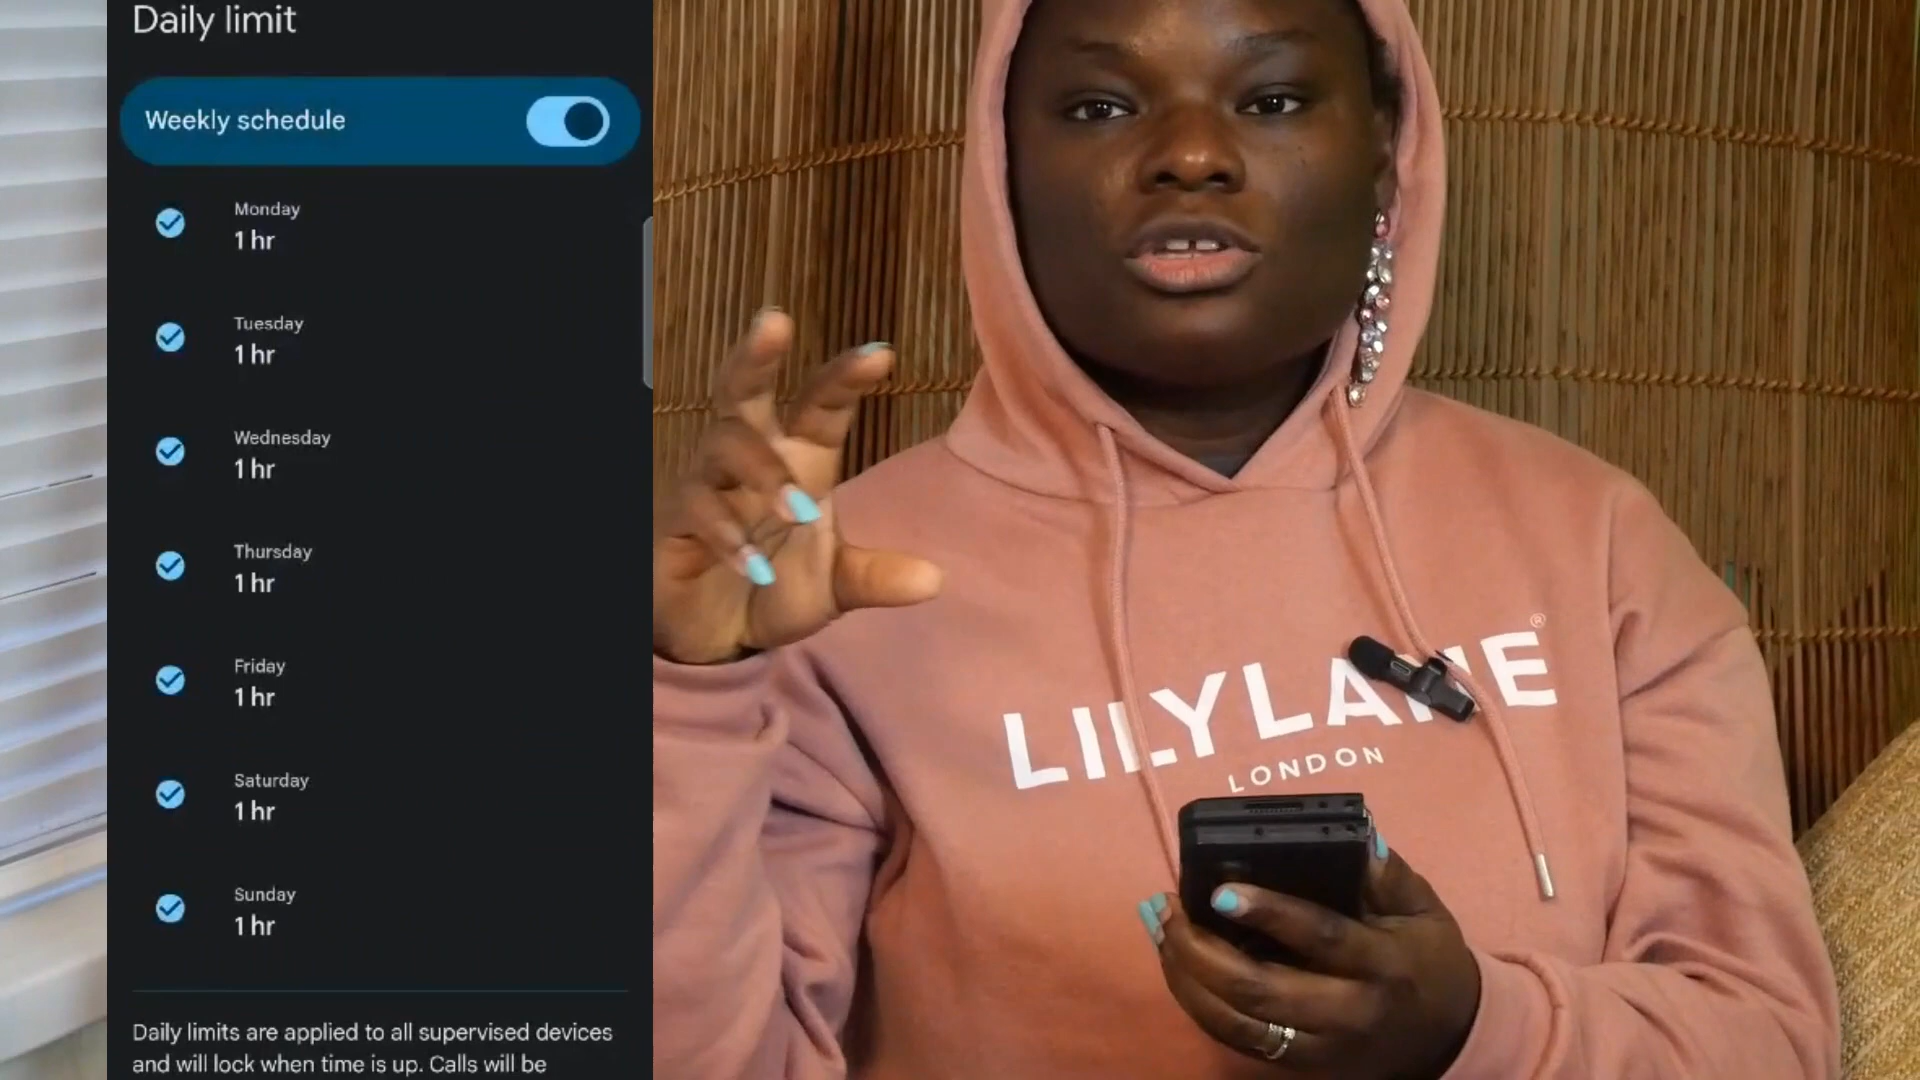 Daily limit
Weekly schedule
Monday
1 hr
Tuesday
1 hr
Wednesday
1 hr
Thursday
1 hr
Friday
1 hr
Saturday
1 hr
Sunday
1 hr
Daily limits are applied to all supervised devices
and will lock when time is up. Calls will be
LILYLANE®
LONDON